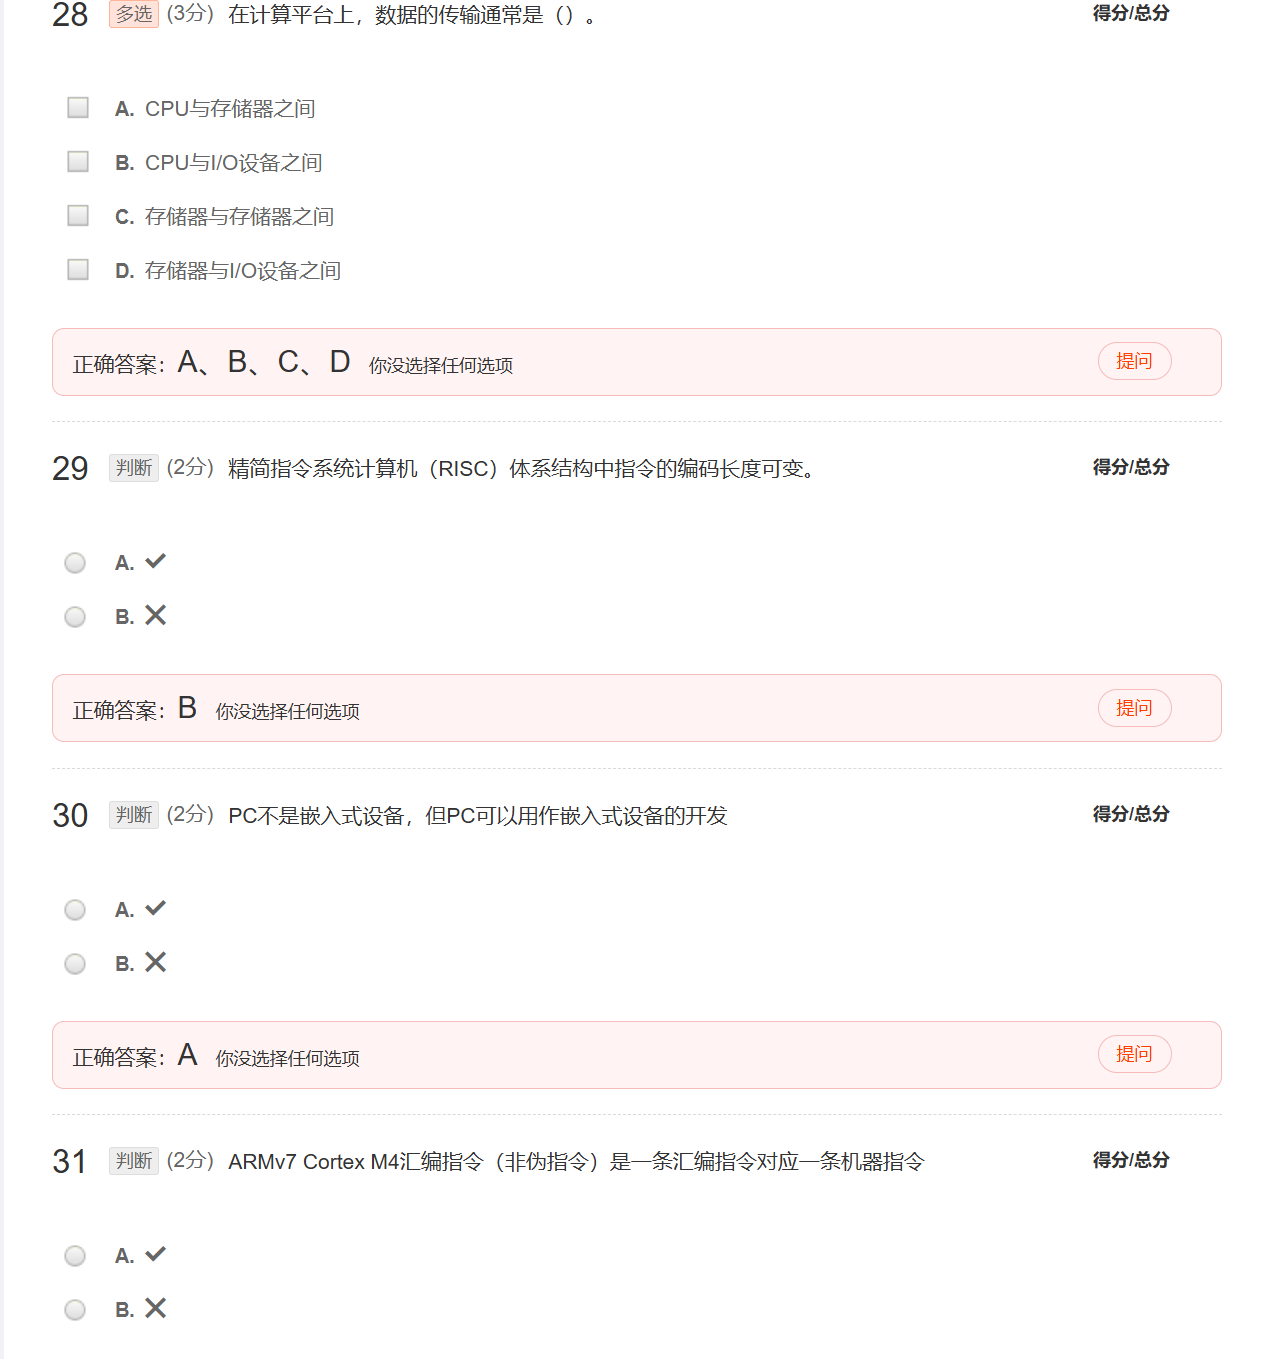 28 多选 (3分) 在计算平台上，数据的传输通常是（）。 得分/总分
A. CPU与存储器之间
B. CPU与I/O设备之间
C. 存储器与存储器之间
D. 存储器与I/O设备之间
正确答案：A、B、C、D 你没选择任何选项 提问
29 判断 (2分) 精简指令系统计算机（RISC）体系结构中指令的编码长度可变。 得分/总分
A. ✔
B. ✕
正确答案：B 你没选择任何选项 提问
30 判断 (2分) PC不是嵌入式设备，但PC可以用作嵌入式设备的开发 得分/总分
A. ✔
B. ✕
正确答案：A 你没选择任何选项 提问
31 判断 (2分) ARMv7 Cortex M4汇编指令（非伪指令）是一条汇编指令对应一条机器指令 得分/总分
A. ✔
B. ✕